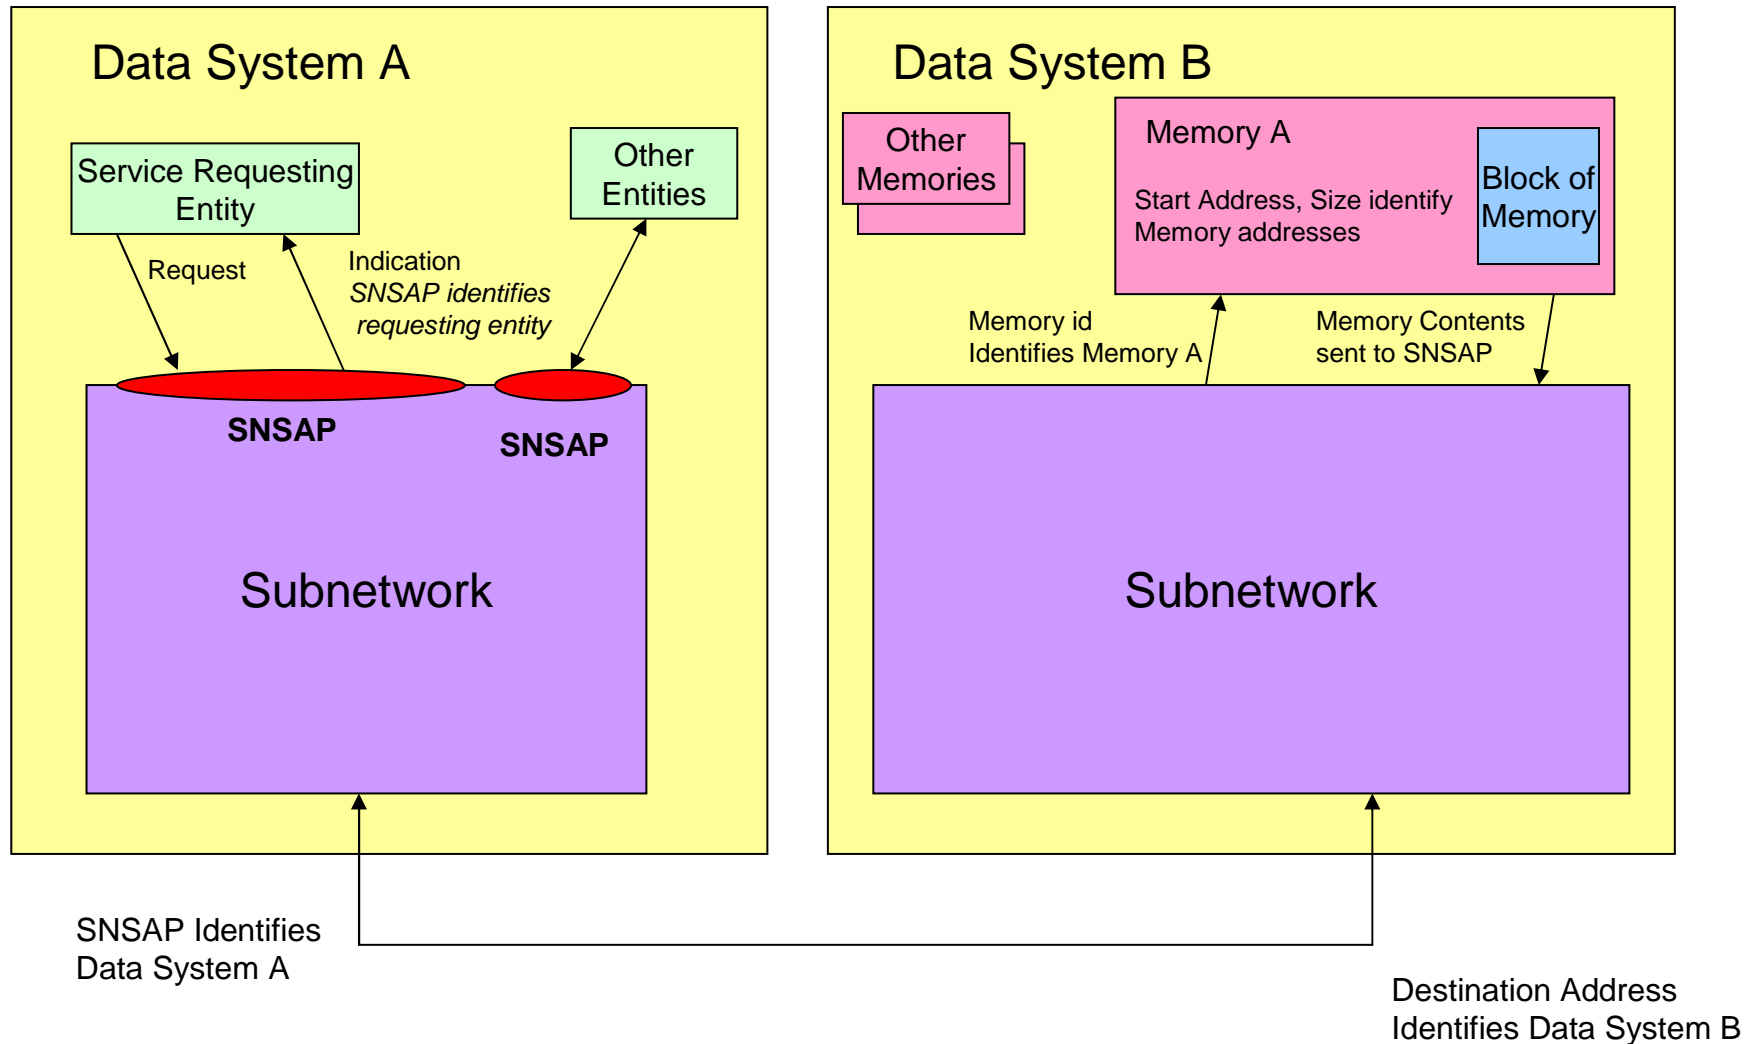 Data System A
Service Requesting
Entity
Other
Entities
Request
Indication
SNSAP identifies
requesting entity
SNSAP
SNSAP
Subnetwork
SNSAP Identifies
Data System A
Data System B
Other
Memories
Memory A
Start Address, Size identify
Memory addresses
Block of
Memory
Memory id
Identifies Memory A
Memory Contents
sent to SNSAP
Subnetwork
Destination Address
Identifies Data System B